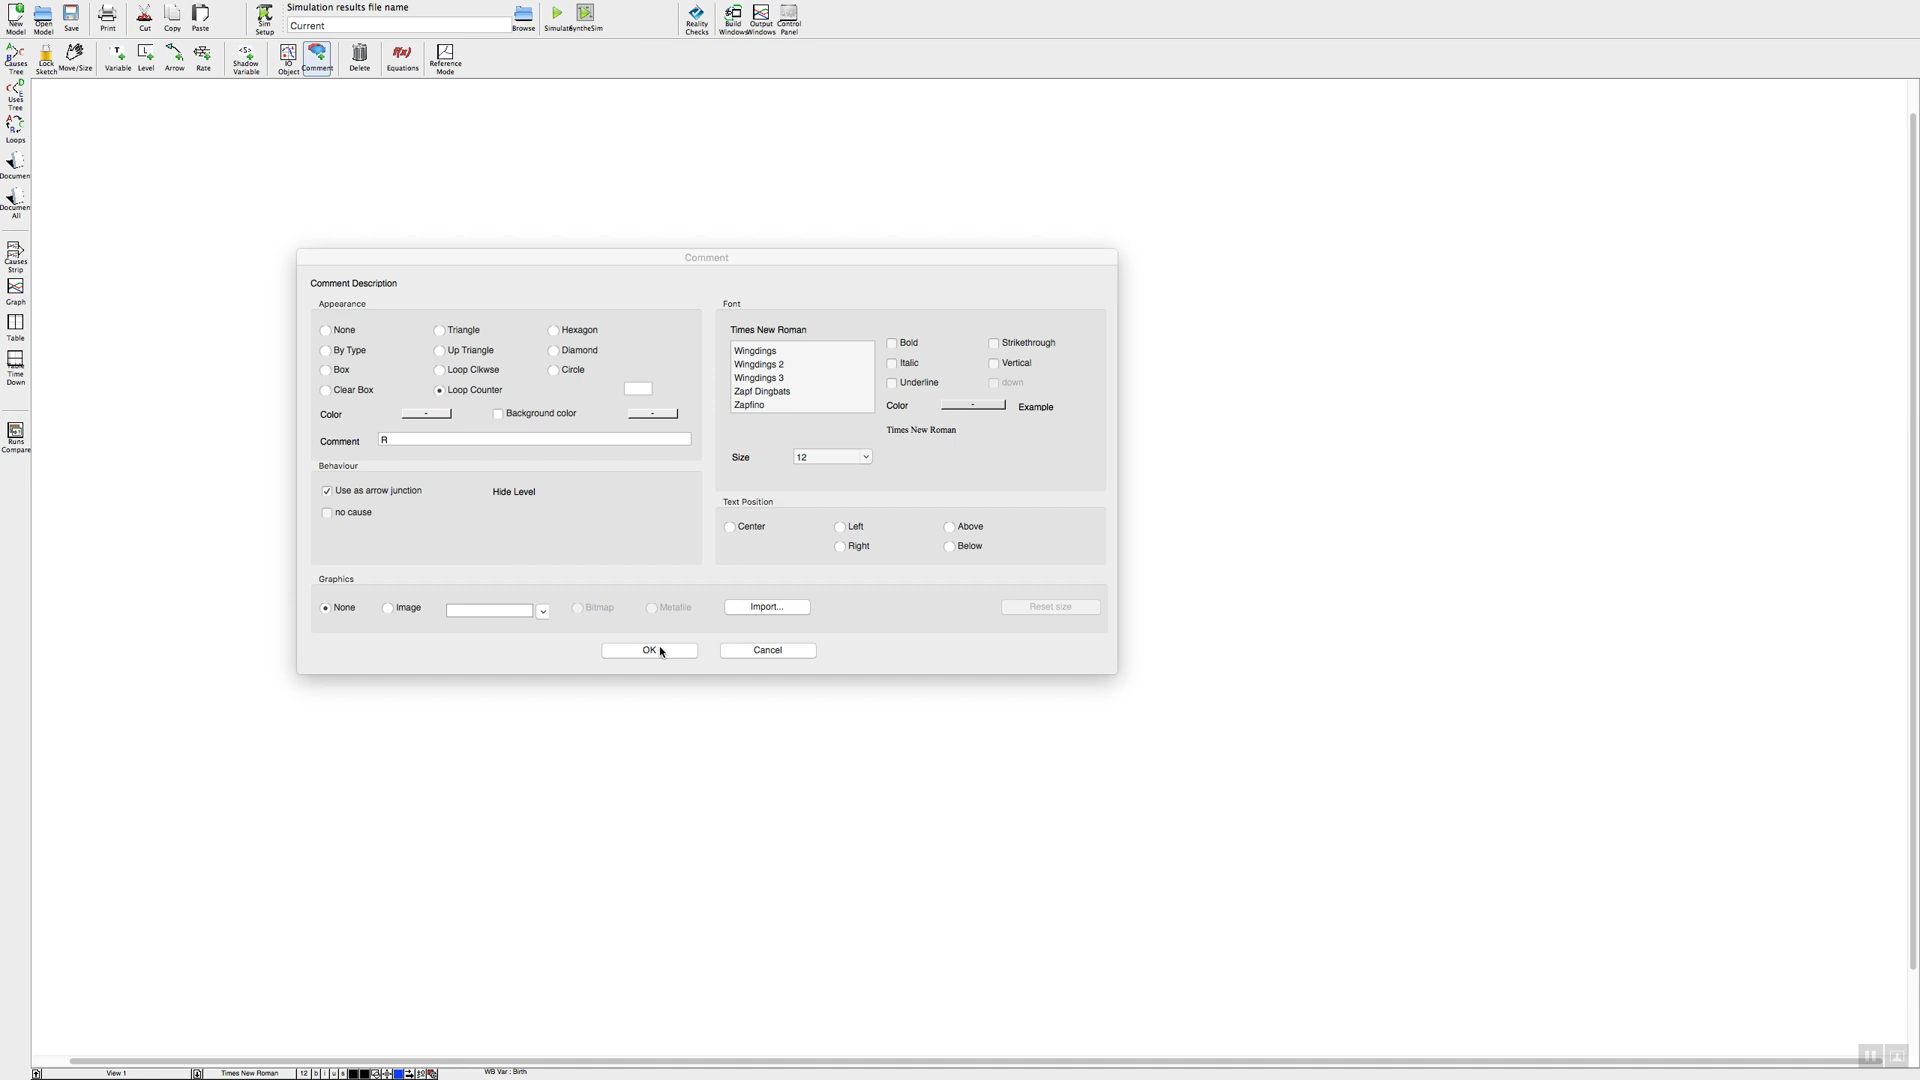 Simulation results file name
Current
New
Model
Open
Model
Save
Print
Cut
Copy
Paste
Sim
Setup
Browse
Simulate
SyntheSim
Reality
Checks
Build
Windows
Output
Windows
Control
Panel
Causes
Tree
Lock
Sketch
Move/Size
Variable
Level
Arrow
Rate
Shadow
Variable
IO
Object
Comment
Delete
Equations
Reference
Mode
Uses
Tree
Loops
Documen
Documen
All
Causes
Strip
Graph
Table
Table
Time
Down
Runs
Compare
Comment
Comment Description
Appearance
None
Triangle
Hexagon
By Type
Up Triangle
Diamond
Box
Loop Clkwse
Circle
Clear Box
Loop Counter
Color
-
Background color
-
Comment
R
Behaviour
Use as arrow junction
Hide Level
no cause
Font
Times New Roman
Wingdings
Wingdings 2
Wingdings 3
Zapf Dingbats
Zapfino
Bold
Strikethrough
Italic
Vertical
Underline
down
Color
-
Example
Times New Roman
Size
12
Text Position
Center
Left
Above
Right
Below
Graphics
None
Image
Bitmap
Metafile
Import...
Reset size
OK
Cancel
View 1
Times New Roman
12
b
i
u
s
WB Var : Birth